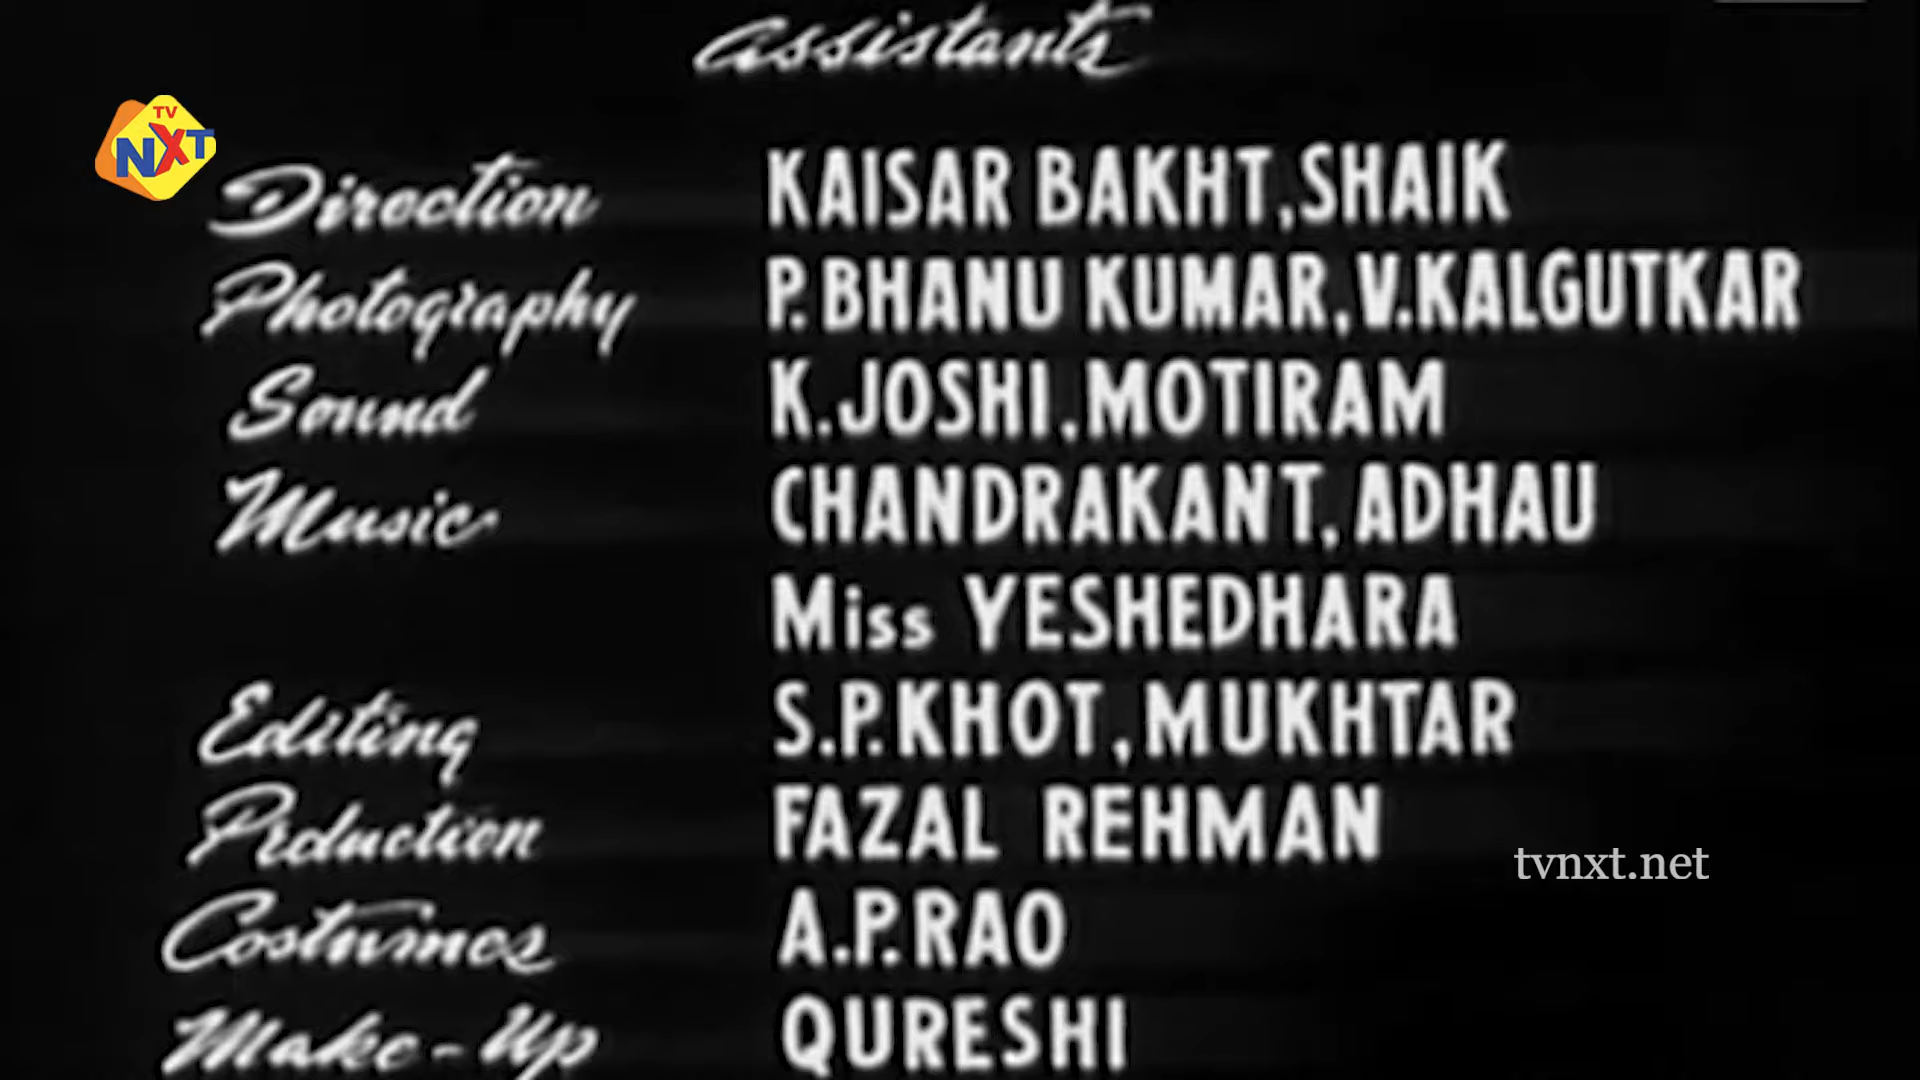 Assistants
TV
NXT
Direction KAISAR BAKHT,SHAIK
Photography P.BHANU KUMAR,V.KALGUTKAR
Sound K.JOSHI,MOTIRAM
Music CHANDRAKANT,ADHAU
Miss YESHEDHARA
Editing S.P.KHOT,MUKHTAR
Production FAZAL REHMAN
tvnxt.net
Costumes A.P.RAO
Make-Up QURESHI